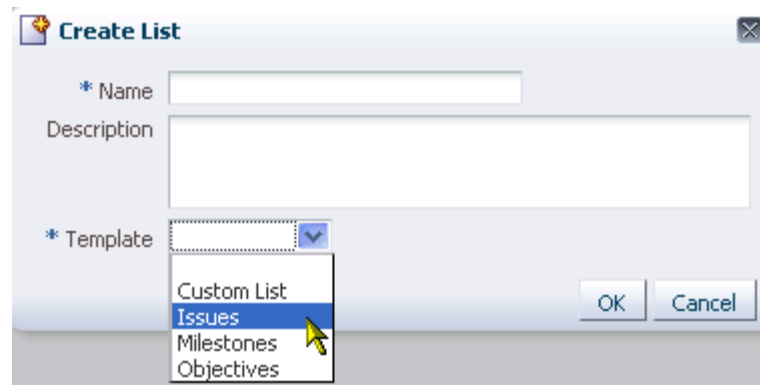 Create List
* Name
Description
* Template
Custom List
Issues
Milestones
Objectives
OK Cancel